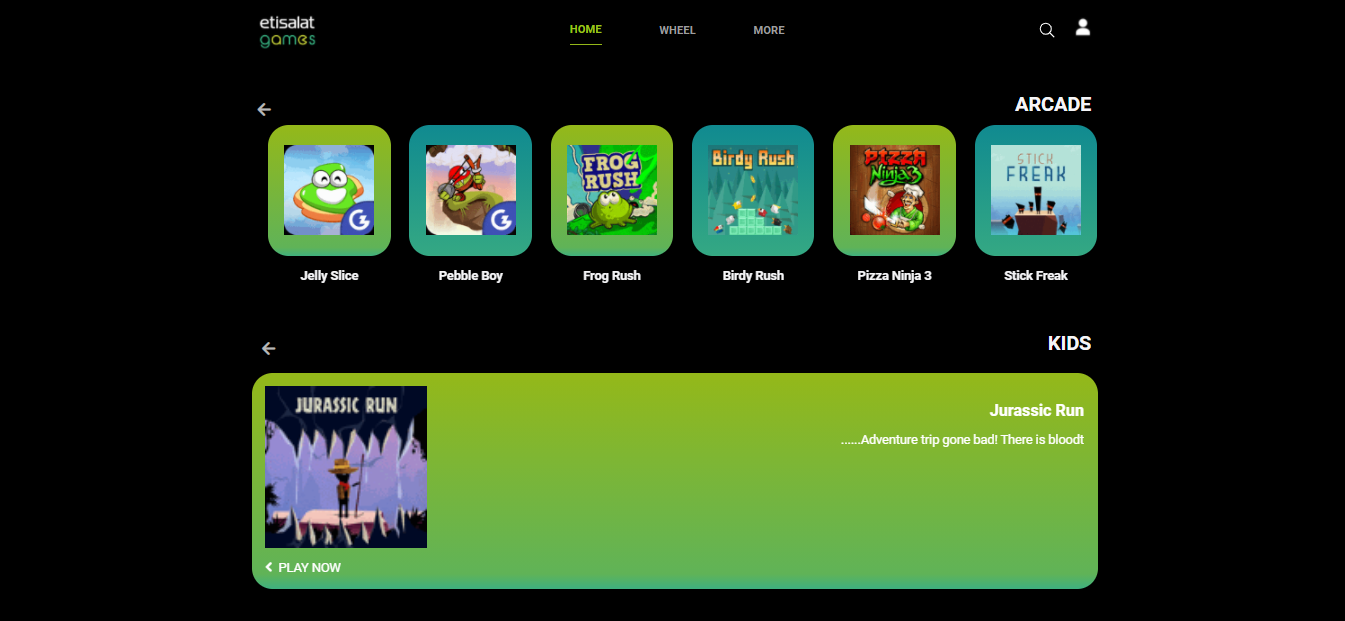 etisalat
games
HOME
WHEEL
MORE
ARCADE
FROG
RUSH
Birdy Rush
PIZZA
Ninja 3
STICK
FREAK
Jelly Slice
Pebble Boy
Frog Rush
Birdy Rush
Pizza Ninja 3
Stick Freak
KIDS
JURASSIC RUN
Jurassic Run
......Adventure trip gone bad! There is bloodt
PLAY NOW